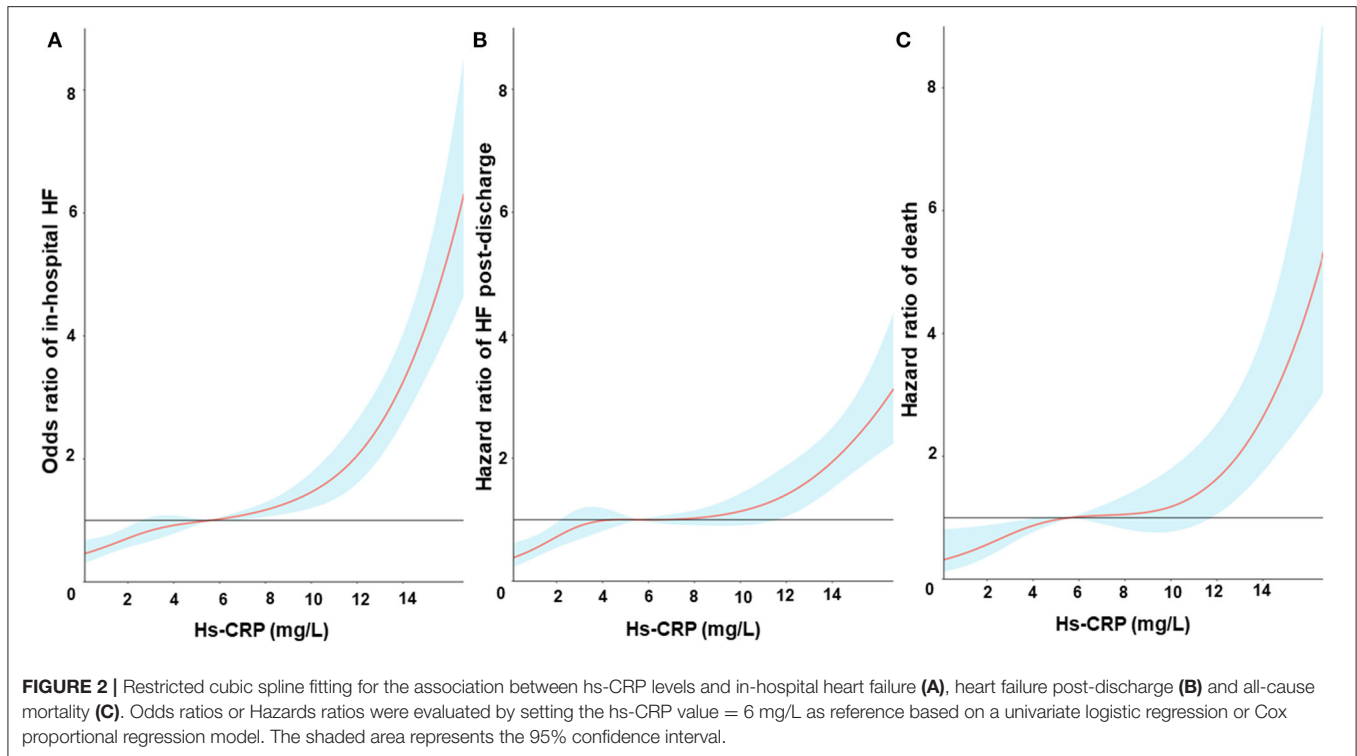 A
B
C
8
6
4
2
0
Odds ratio of in-hospital HF
2 4 6 8 10 12 14
Hs-CRP (mg/L)
8
6
4
2
0
Hazard ratio of HF post-discharge
2 4 6 8 10 12 14
Hs-CRP (mg/L)
8
6
4
2
0
Hazard ratio of death
2 4 6 8 10 12 14
Hs-CRP (mg/L)
FIGURE 2 | Restricted cubic spline fitting for the association between hs-CRP levels and in-hospital heart failure (A), heart failure post-discharge (B) and all-cause
mortality (C). Odds ratios or Hazards ratios were evaluated by setting the hs-CRP value = 6 mg/L as reference based on a univariate logistic regression or Cox
proportional regression model. The shaded area represents the 95% confidence interval.